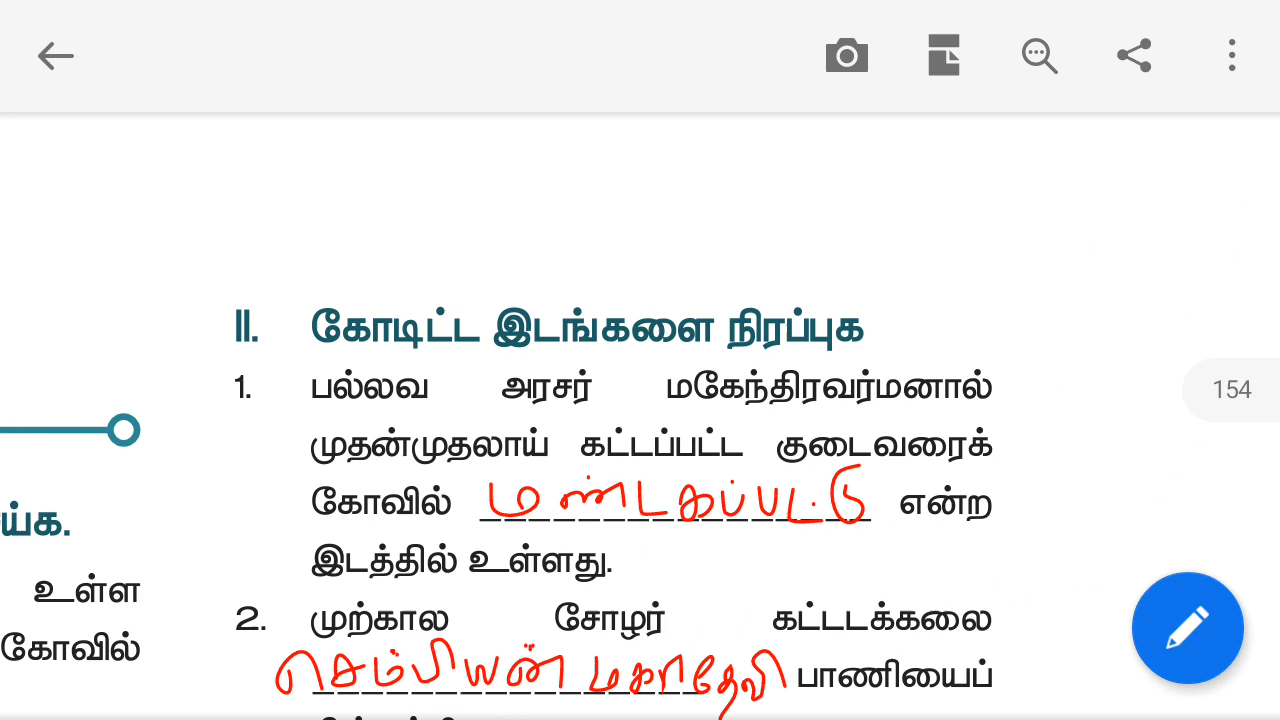 II. கோடிட்ட இடங்களை நிரப்புக
1. பல்லவ அரசர் மகேந்திரவர்மனால்
முதன்முதலாய் கட்டப்பட்ட குடைவரைக்
கோவில் மண்டகப்பட்டு என்ற
இடத்தில் உள்ளது.
2. முற்கால சோழர் கட்டடக்கலை
செம்பியன் மகாதேவி பாணியைப்
154
ய்க.
உள்ள
கோவில்